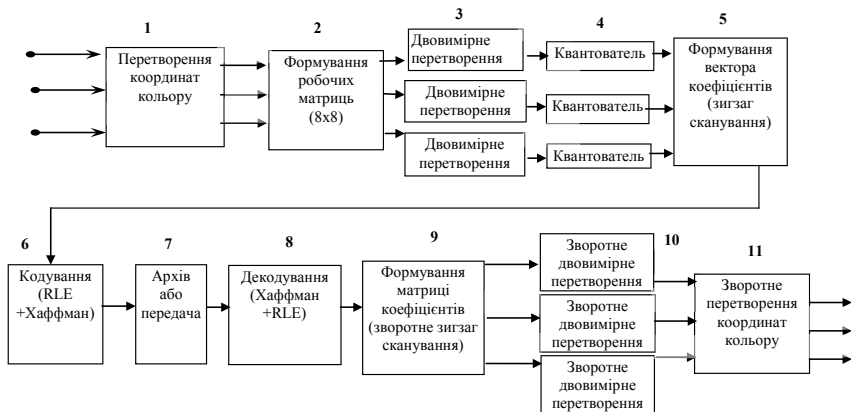 1
2
3
4
5
Перетворення
координат
кольору
Формування
робочих
матриць
(8x8)
Двовимірне
перетворення
Двовимірне
перетворення
Двовимірне
перетворення
Квантователь
Квантователь
Квантователь
Формування
вектора
коефіцієнтів
(зигзаг
сканування)
6
7
8
9
10
11
Кодування
(RLE
+Хаффман)
Архів
або
передача
Декодування
(Хаффман
+RLE)
Формування
матриці
коефіцієнтів
(зворотне зигзаг
сканування)
Зворотне
двовимірне
перетворення
Зворотне
двовимірне
перетворення
Зворотне
двовимірне
перетворення
Зворотне
перетворення
координат
кольору